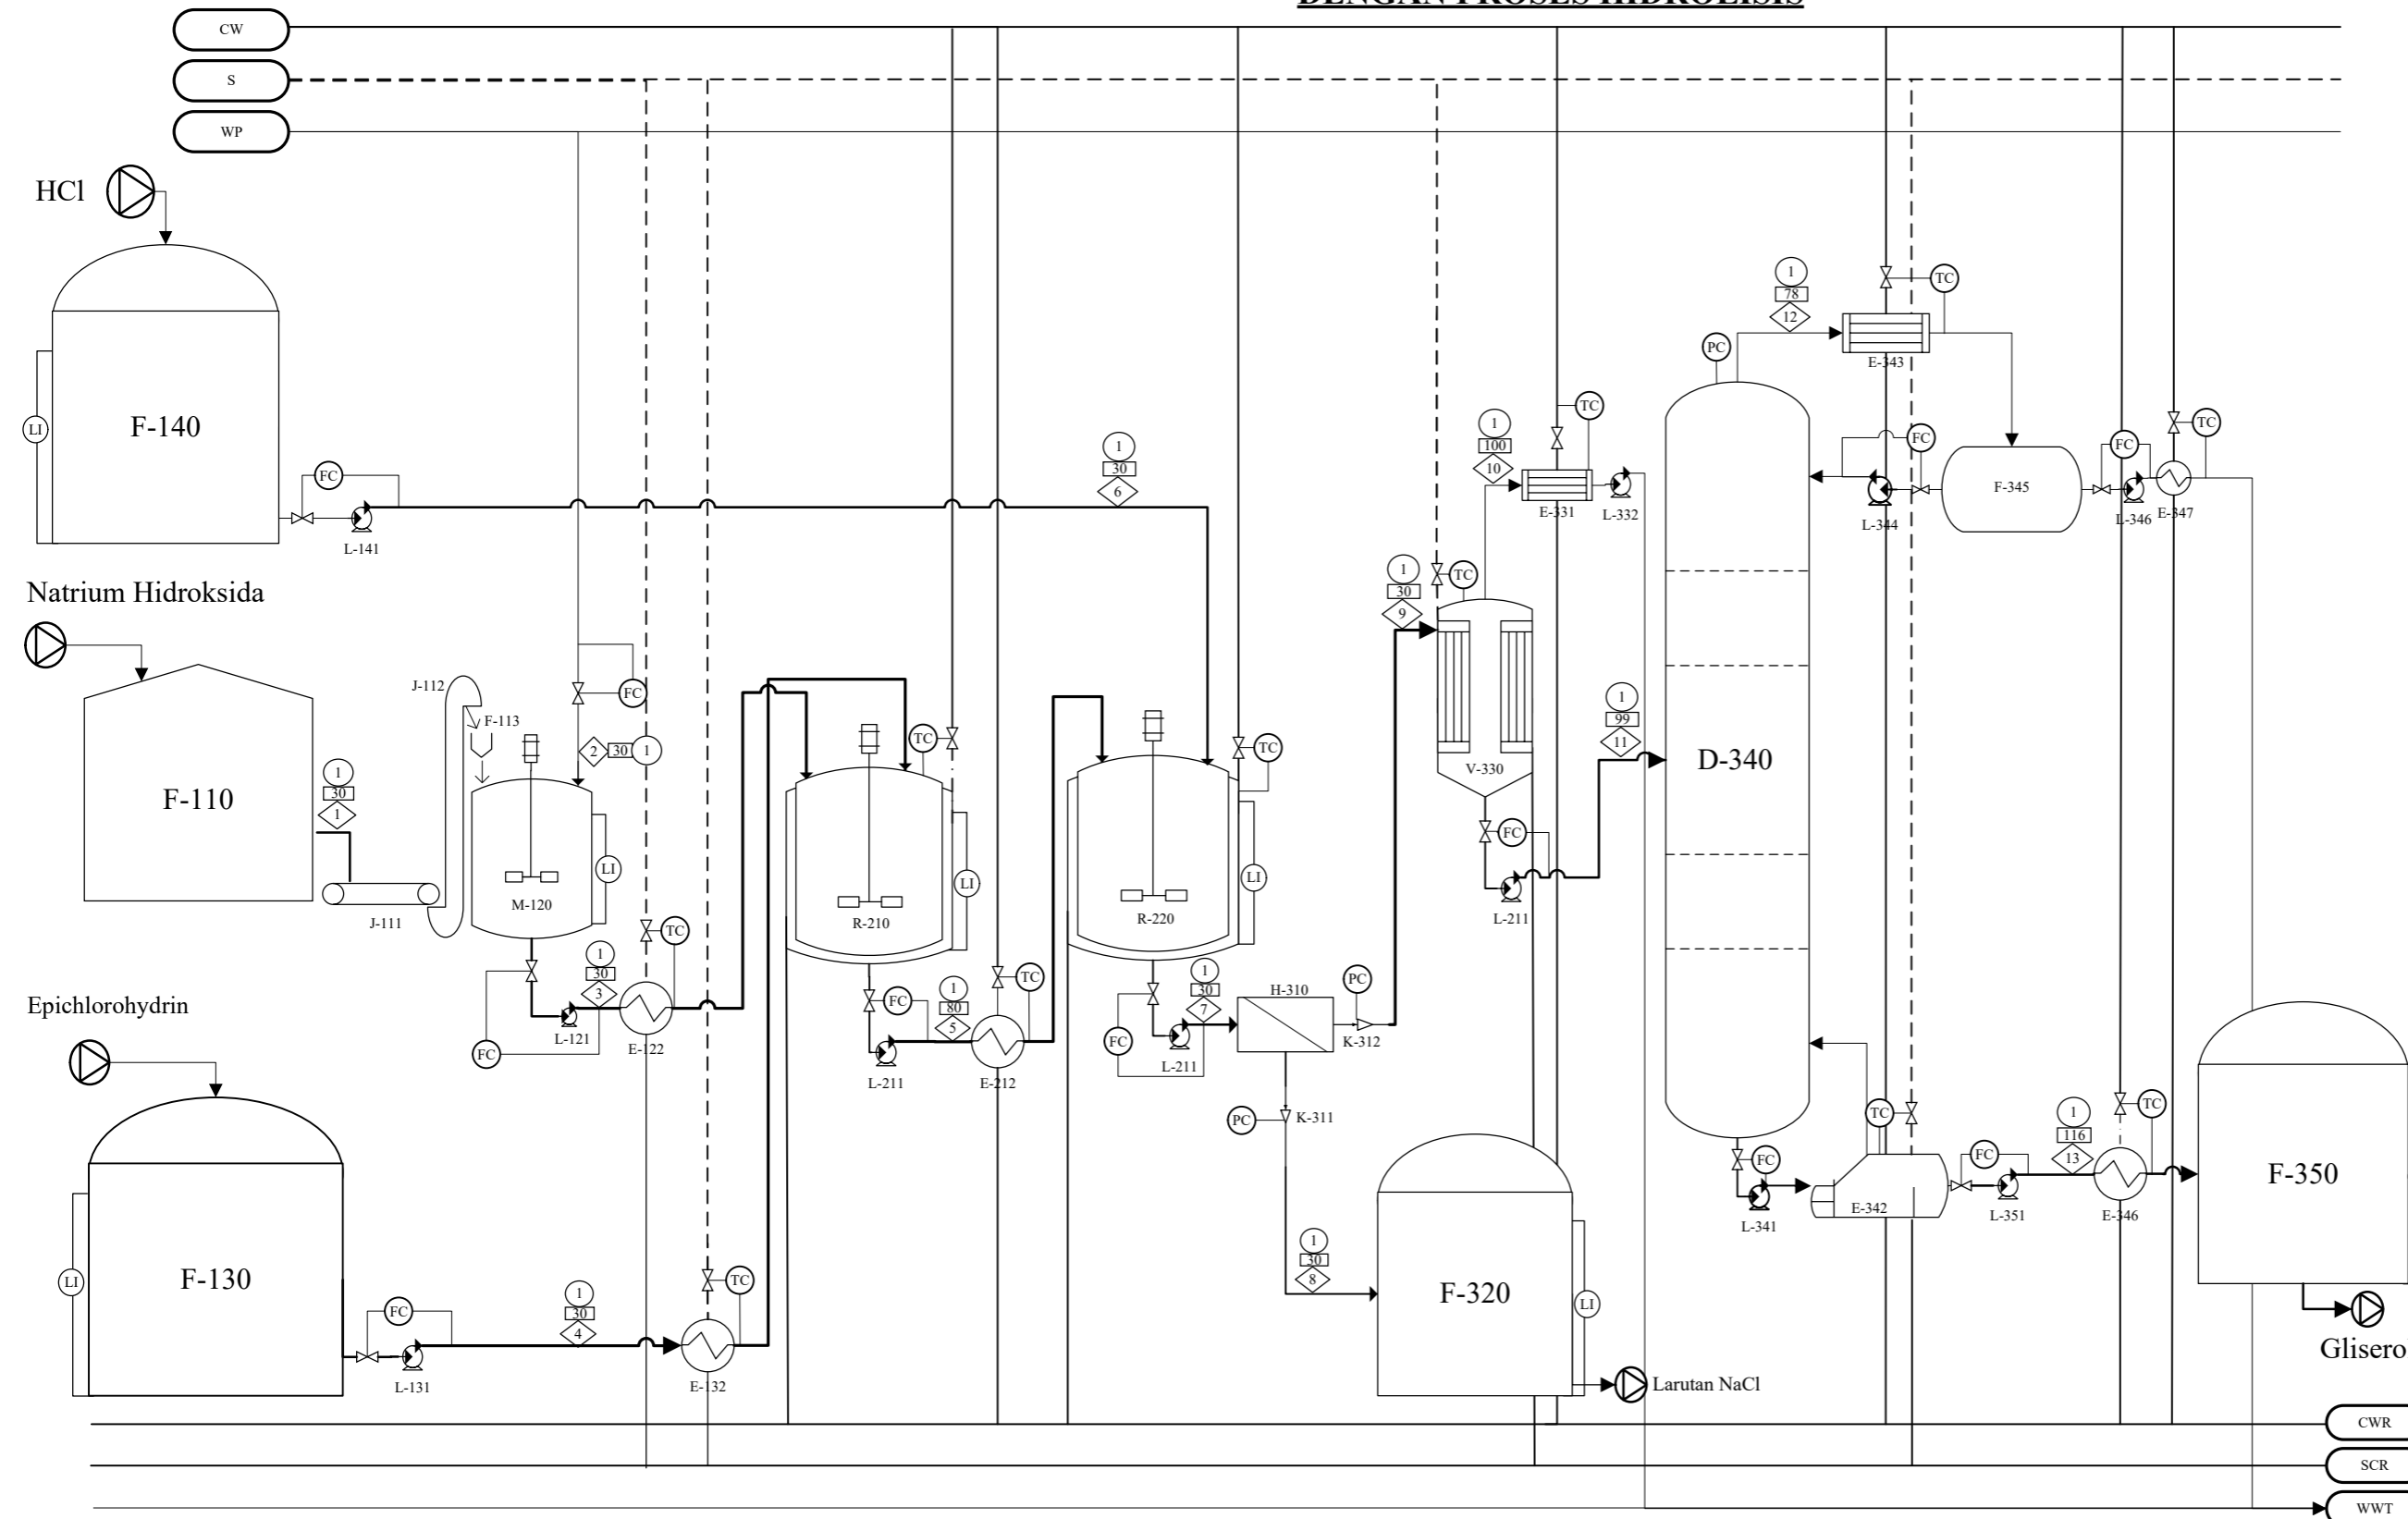 DENGAN PROSES HIDROLISIS
CW
S
WP
HCl
F-140
LI
FC
L-141
1
30
6
Natrium Hidroksida
F-110
1
30
1
J-111
J-112
F-113
FC
2
30
1
M-120
LI
FC
L-121
1
30
3
TC
E-122
Epichlorohydrin
F-130
LI
FC
L-131
1
30
4
TC
E-132
TC
R-210
LI
FC
L-211
1
80
5
TC
E-212
TC
R-220
LI
FC
L-211
1
30
7
H-310
PC
K-312
PC
K-311
1
30
8
F-320
LI
Larutan NaCl
1
30
9
TC
V-330
FC
L-211
1
100
10
TC
E-331
L-332
1
99
11
D-340
PC
1
78
12
TC
E-343
FC
L-344
F-345
FC
L-346
TC
E-347
FC
L-341
TC
E-342
FC
L-351
1
116
13
TC
E-346
F-350
Glisero
CWR
SCR
WWT